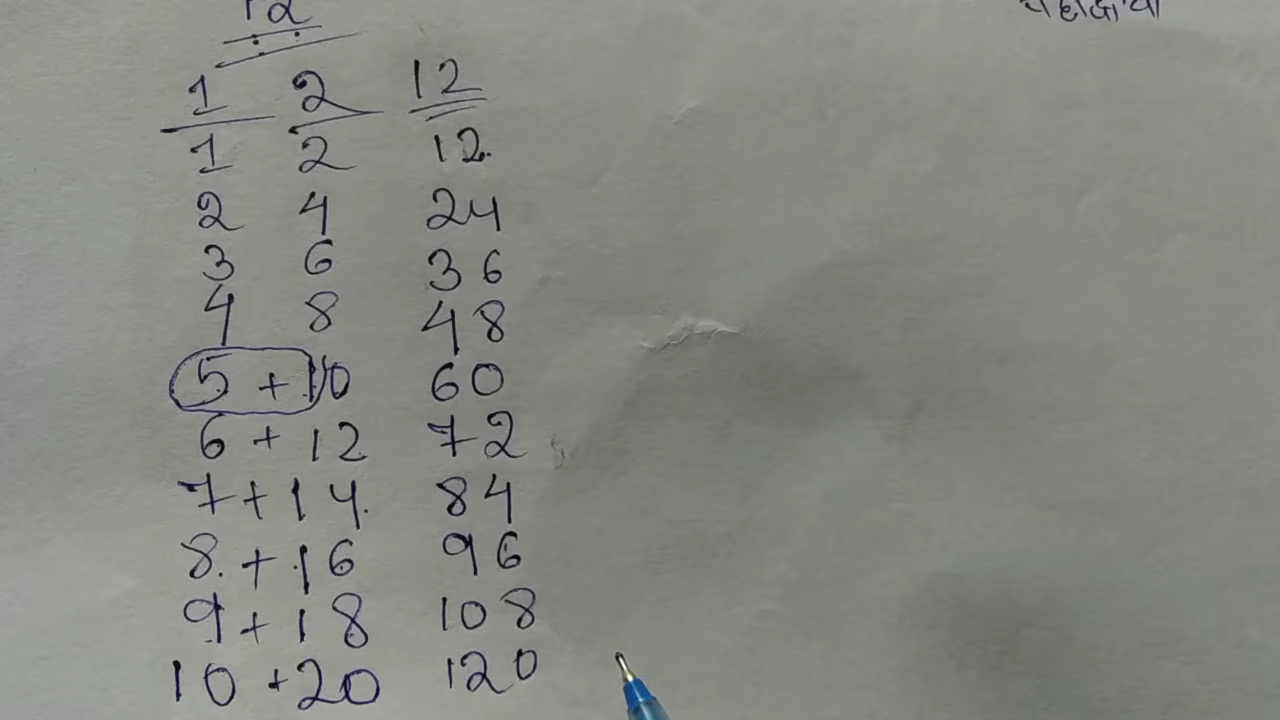 12
1 2 12
1 2 12
2 4 24
3 6 36
4 8 48
5 + 10 60
6 + 12 72
7 + 14 84
8 + 16 96
9 + 18 108
10 + 20 120